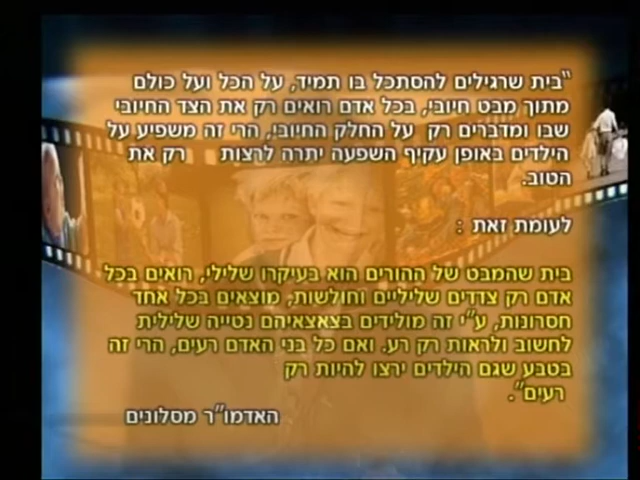 "בית שרגילים להסתכל בו תמיד, על הכל ועל כולם
מתוך מבט חיובי, בכל אדם רואים רק את הצד החיובי
שבו ומדברים רק על החלק החיובי, הרי זה משפיע על
הילדים באופן עקיף השפעה יתרה לרצות רק את
הטוב.
לעומת זאת :
בית שהמבט של ההורים הוא בעיקרו שלילי, רואים בכל
אדם רק צדדים שליליים וחולשות, מוצאים בכל אחד
חסרונות, ע"י זה מולידים בצאצאיהם נטייה שלילית
לחשוב ולראות רק רע. ואם כל בני האדם רעים, הרי זה
בטבע שגם הילדים ירצו להיות רק
רעים".
האדמו"ר מסלונים